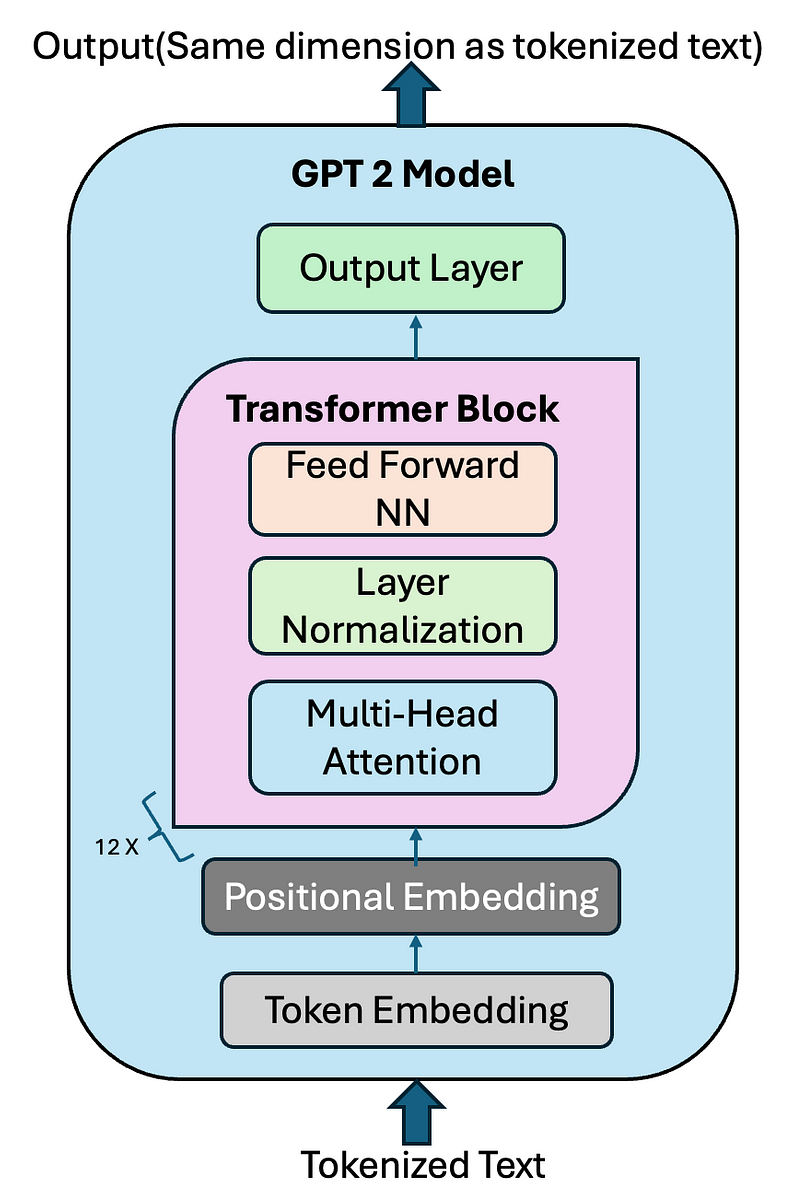 Output(Same dimension as tokenized text)
GPT 2 Model
Output Layer
Transformer Block
Feed Forward
NN
Layer
Normalization
Multi-Head
Attention
12 X
Positional Embedding
Token Embedding
Tokenized Text